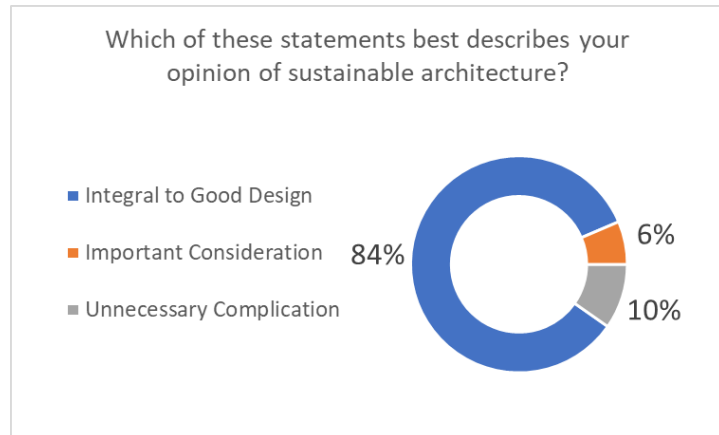 Which of these statements best describes your
opinion of sustainable architecture?
Integral to Good Design
Important Consideration
Unnecessary Complication
84%
6%
10%